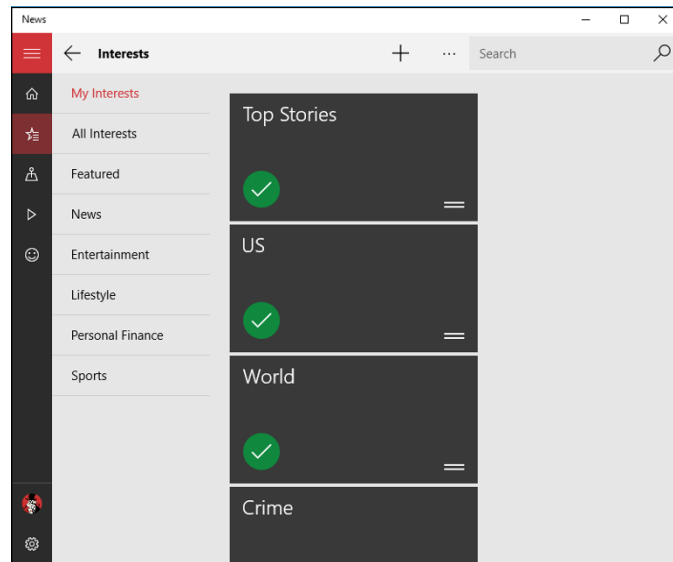 News
Interests
Search
My Interests
All Interests
Featured
News
Entertainment
Lifestyle
Personal Finance
Sports
Top Stories
US
World
Crime